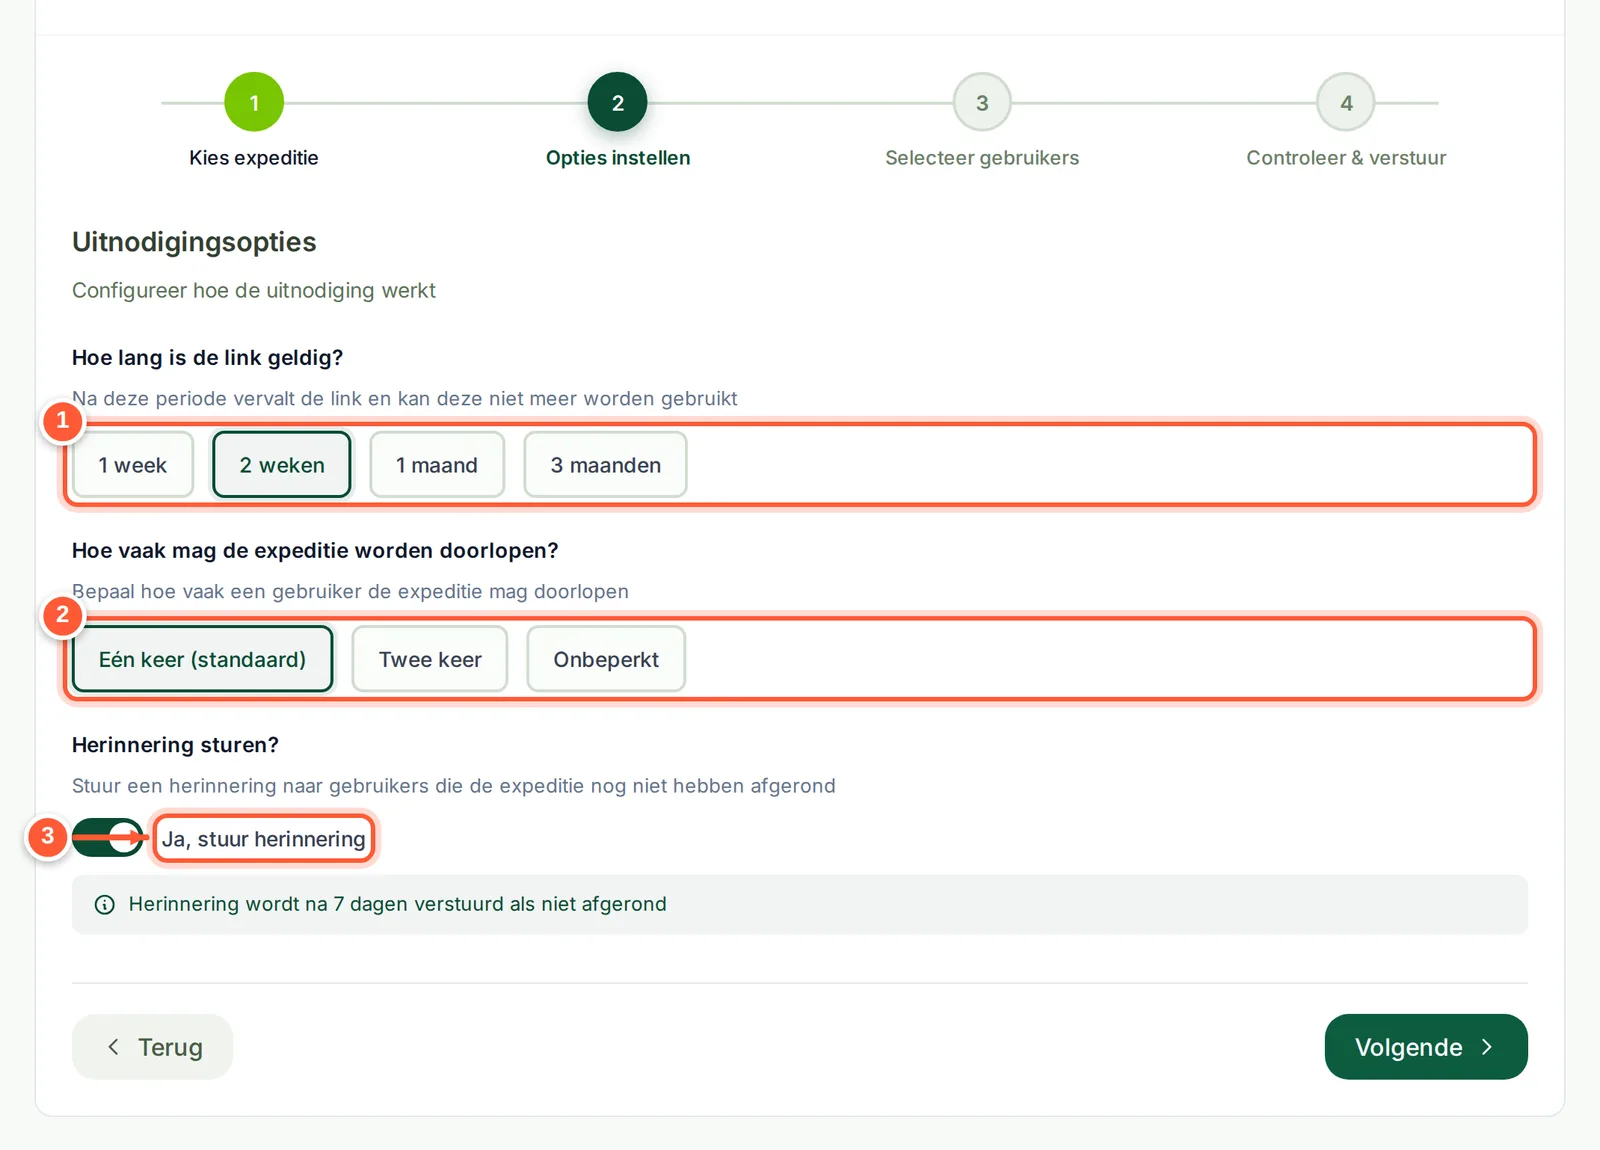 1
2
3
4
Kies expeditie
Opties instellen
Selecteer gebruikers
Controleer & verstuur
Uitnodigingsopties
Configureer hoe de uitnodiging werkt
Hoe lang is de link geldig?
Na deze periode vervalt de link en kan deze niet meer worden gebruikt
1
1 week
2 weken
1 maand
3 maanden
Hoe vaak mag de expeditie worden doorlopen?
Bepaal hoe vaak een gebruiker de expeditie mag doorlopen
2
Eén keer (standaard)
Twee keer
Onbeperkt
Herinnering sturen?
Stuur een herinnering naar gebruikers die de expeditie nog niet hebben afgerond
3
Ja, stuur herinnering
Herinnering wordt na 7 dagen verstuurd als niet afgerond
Terug
Volgende